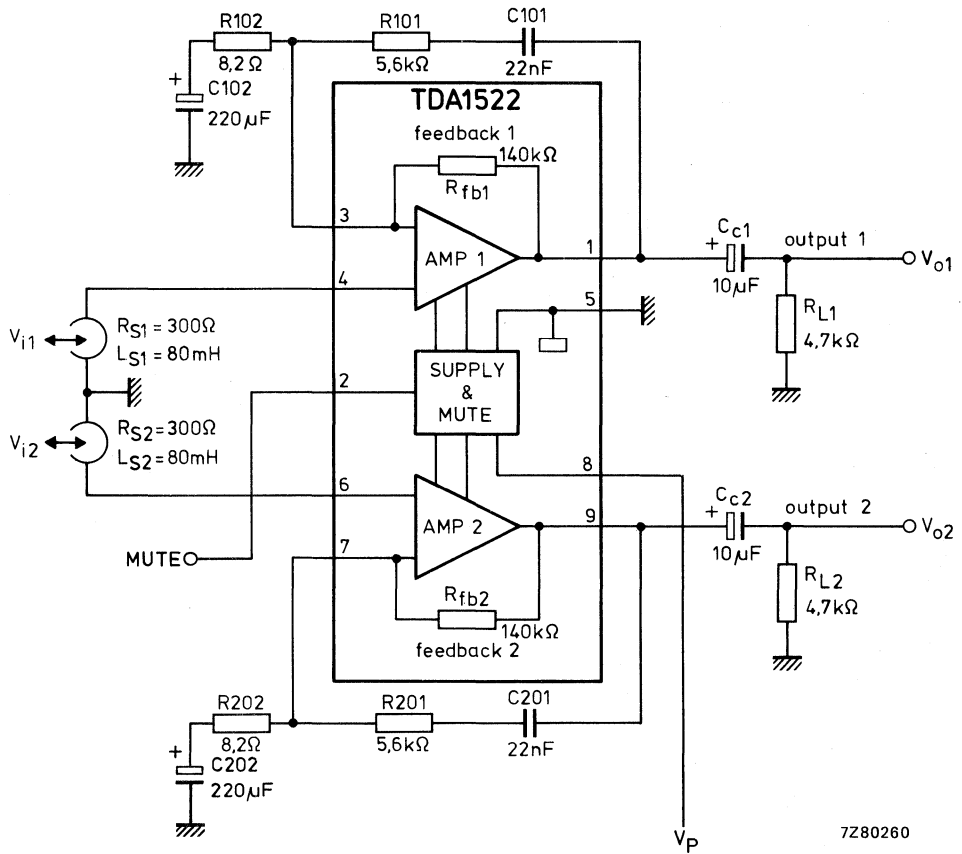 R102
8,2Ω
R101
5,6kΩ
C101
22nF
+
C102
220µF
TDA1522
feedback 1
140kΩ
Rfb1
3
AMP 1
1
4
5
+
Cc1
10µF
output 1
Vo1
RL1
4,7kΩ
Vi1
RS1 = 300Ω
LS1 = 80mH
2
SUPPLY
&
MUTE
Vi2
RS2 = 300Ω
LS2 = 80mH
8
6
AMP 2
9
+
Cc2
10µF
output 2
Vo2
MUTE
7
Rfb2
140kΩ
feedback 2
RL2
4,7kΩ
R202
8,2Ω
R201
5,6kΩ
C201
22nF
+
C202
220µF
VP
7Z80260